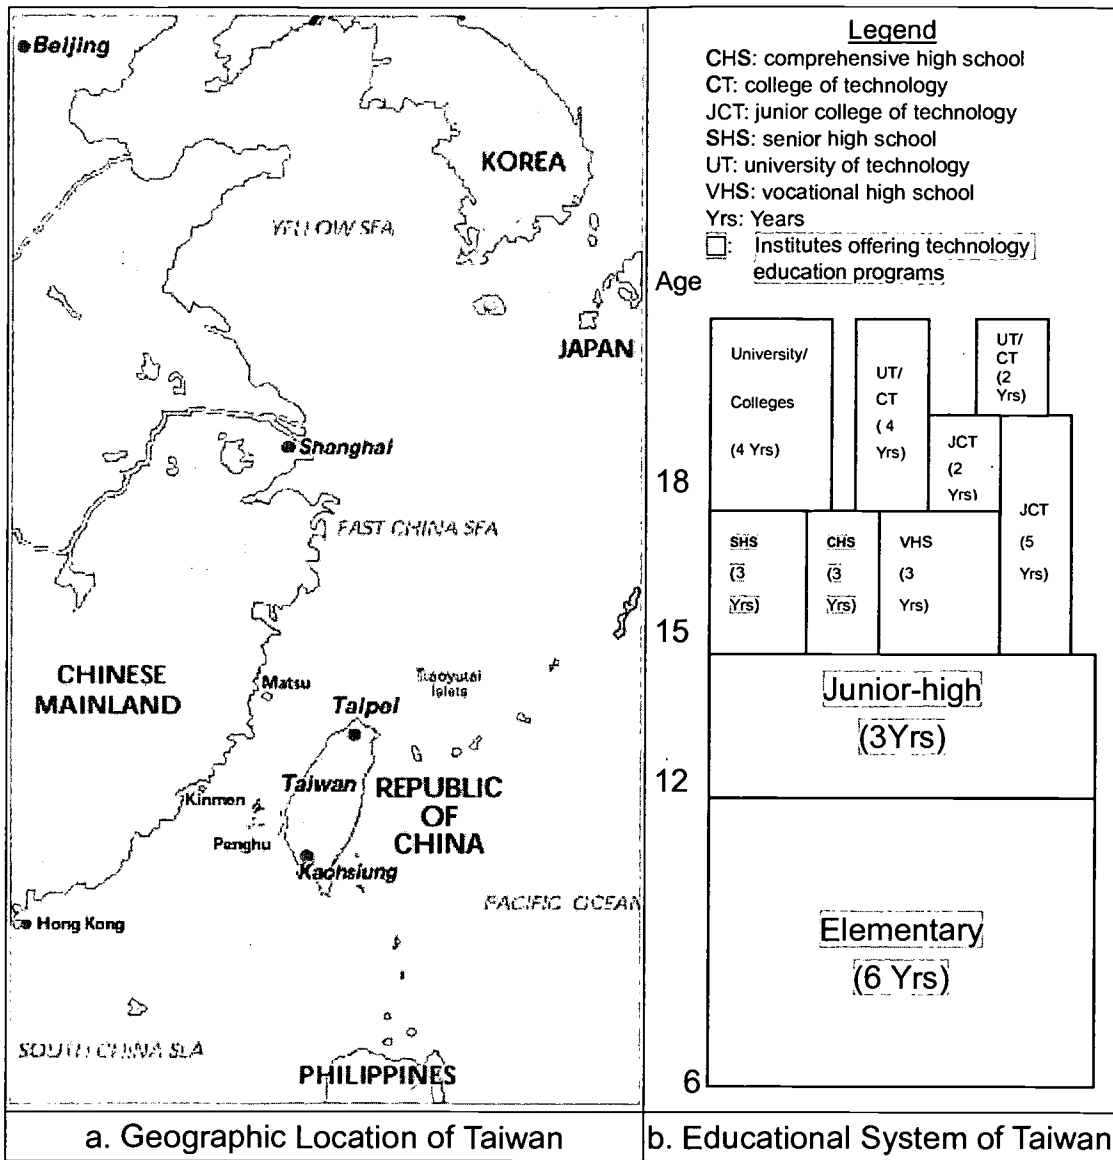 Beijing
KOREA
YELLOW SEA
JAPAN
Shanghai
EAST CHINA SEA
CHINESE
MAINLAND
Matsu
Tiaoyutai
Islets
Taipei
Taiwan
REPUBLIC
OF
CHINA
Kinmen
Penghu
Kaohsiung
PACIFIC OCEAN
Hong Kong
SOUTH CHINA SEA
PHILIPPINES
a. Geographic Location of Taiwan
Legend
CHS: comprehensive high school
CT: college of technology
JCT: junior college of technology
SHS: senior high school
UT: university of technology
VHS: vocational high school
Yrs: Years
: Institutes offering technology
education programs
Age
University/
Colleges
(4 Yrs)
UT/
CT
( 4
Yrs)
UT/
CT
(2
Yrs)
JCT
(2
Yrs)
JCT
(5
Yrs)
18
SHS
(3
Yrs)
CHS
(3
Yrs)
VHS
(3
Yrs)
15
Junior-high
(3Yrs)
12
Elementary
(6 Yrs)
6
b. Educational System of Taiwan